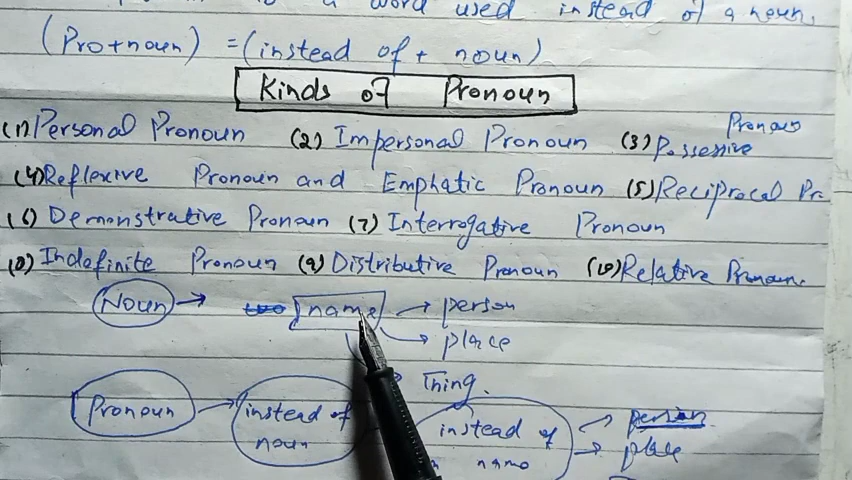 a word used instead of a noun.
(Pro+noun) = (instead of + noun)
Kinds of Pronoun
(1) Personal Pronoun (2) Impersonal Pronoun (3) Possessive Pronoun
(4) Reflexive Pronoun and Emphatic Pronoun (5) Reciprocal Pr
(6) Demonstrative Pronoun (7) Interrogative Pronoun
(8) Indefinite Pronoun (9) Distributive Pronoun (10) Relative Pronoun.
Noun → name → person
→ place
Thing.
Pronoun → instead of noun
instead of name → person
→ place